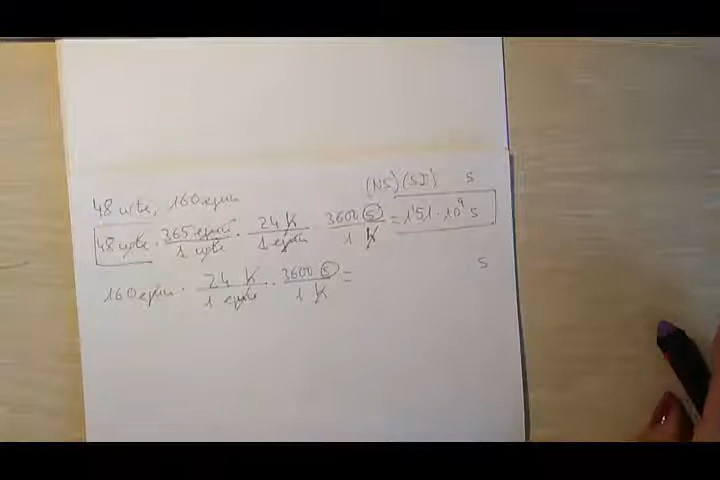 48 urte, 160 egun
(NS) (SI) s
48 urte · 365 egun / 1 urte · 24 h / 1 egun · 3600 s / 1 h = 1'51 · 10⁹ s
160 egun · 24 h / 1 egun · 3600 s / 1 h = s